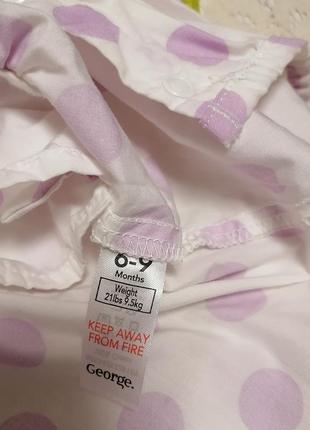 6-9
Months
Weight
21lbs 9,5kg
KEEP AWAY
FROM FIRE
George.